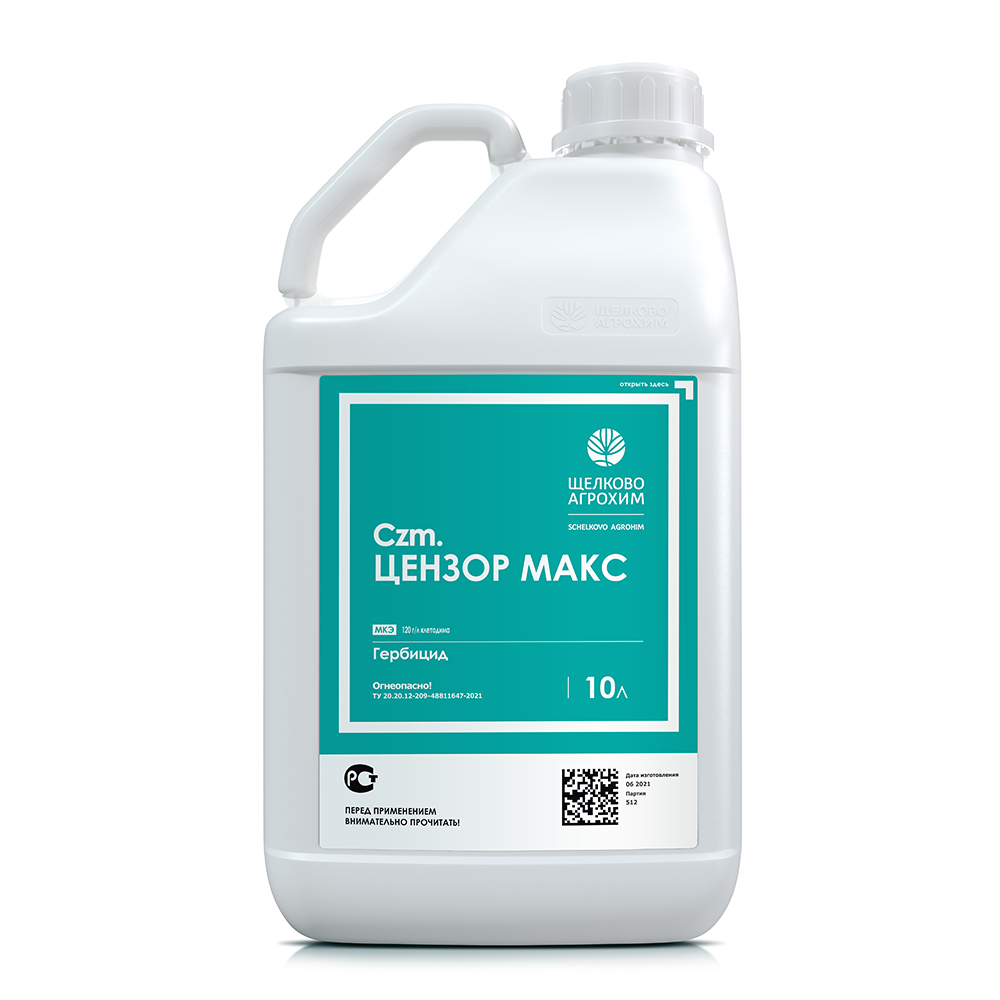 ЩЕЛКОВО
АГРОХИМ
открыть здесь
ЩЕЛКОВО
АГРОХИМ
SCHELKOVO AGROHIM
Czm.
ЦЕНЗОР МАКС
МКЭ 120 г/л клетодима
Гербицид
Огнеопасно!
ТУ 20.20.12-209-48811647-2021
10л
РСТ
Дата изготовления
06 2021
Партия
512
ПЕРЕД ПРИМЕНЕНИЕМ
ВНИМАТЕЛЬНО ПРОЧИТАТЬ!